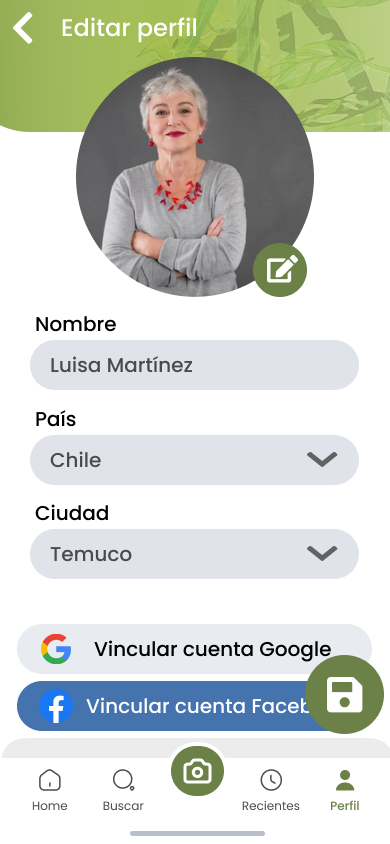 Editar perfil
Nombre
Luisa Martínez
País
Chile
Ciudad
Temuco
Vincular cuenta Google
Vincular cuenta Faceb
Home
Buscar
Recientes
Perfil